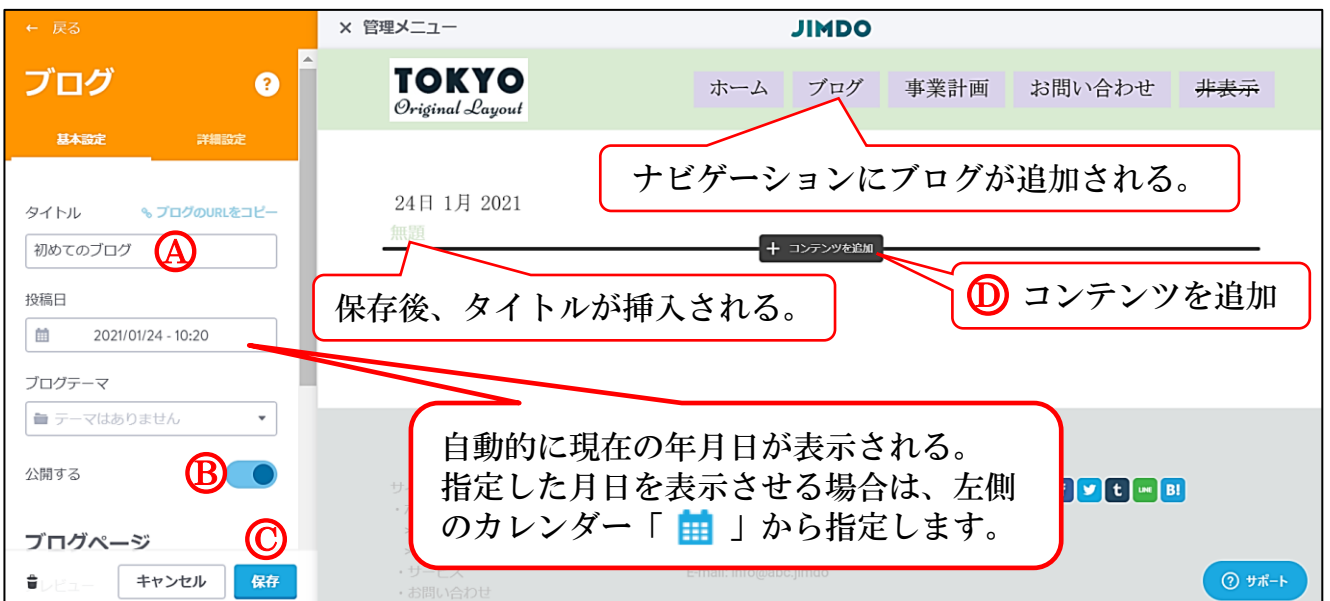 ← 戻る
ブログ ?
基本設定 詳細設定
タイトル ブログのURLをコピー
初めてのブログ Ⓐ
投稿日
2021/01/24 - 10:20
ブログテーマ
テーマはありません
公開する Ⓑ
ブログページ Ⓒ
キャンセル 保存
× 管理メニュー JIMDO
TOKYO
Original Layout
ホーム ブログ 事業計画 お問い合わせ 非表示
ナビゲーションにブログが追加される。
24日 1月 2021
無題
+ コンテンツを追加
保存後、タイトルが挿入される。
Ⓓ コンテンツを追加
自動的に現在の年月日が表示される。
指定した月日を表示させる場合は、左側
のカレンダー「 」から指定します。
t LINE B!
・サービス
E-mail: info@abc.jimdo
・お問い合わせ
? サポート